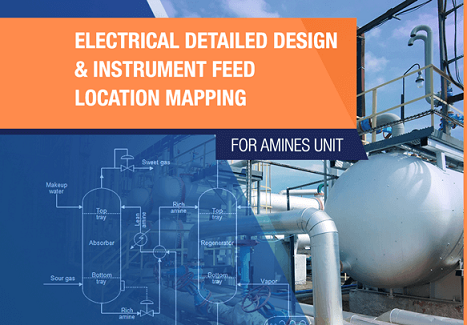 ELECTRICAL DETAILED DESIGN
& INSTRUMENT FEED
LOCATION MAPPING
FOR AMINES UNIT
Sweet gas
Makeup
water
Top
tray
Lean
amine
Rich
amine
Top
tray
Absorber
Regenerator
Bottom
tray
Bottom
tray
Sour gas
Vapor
Rich
amine